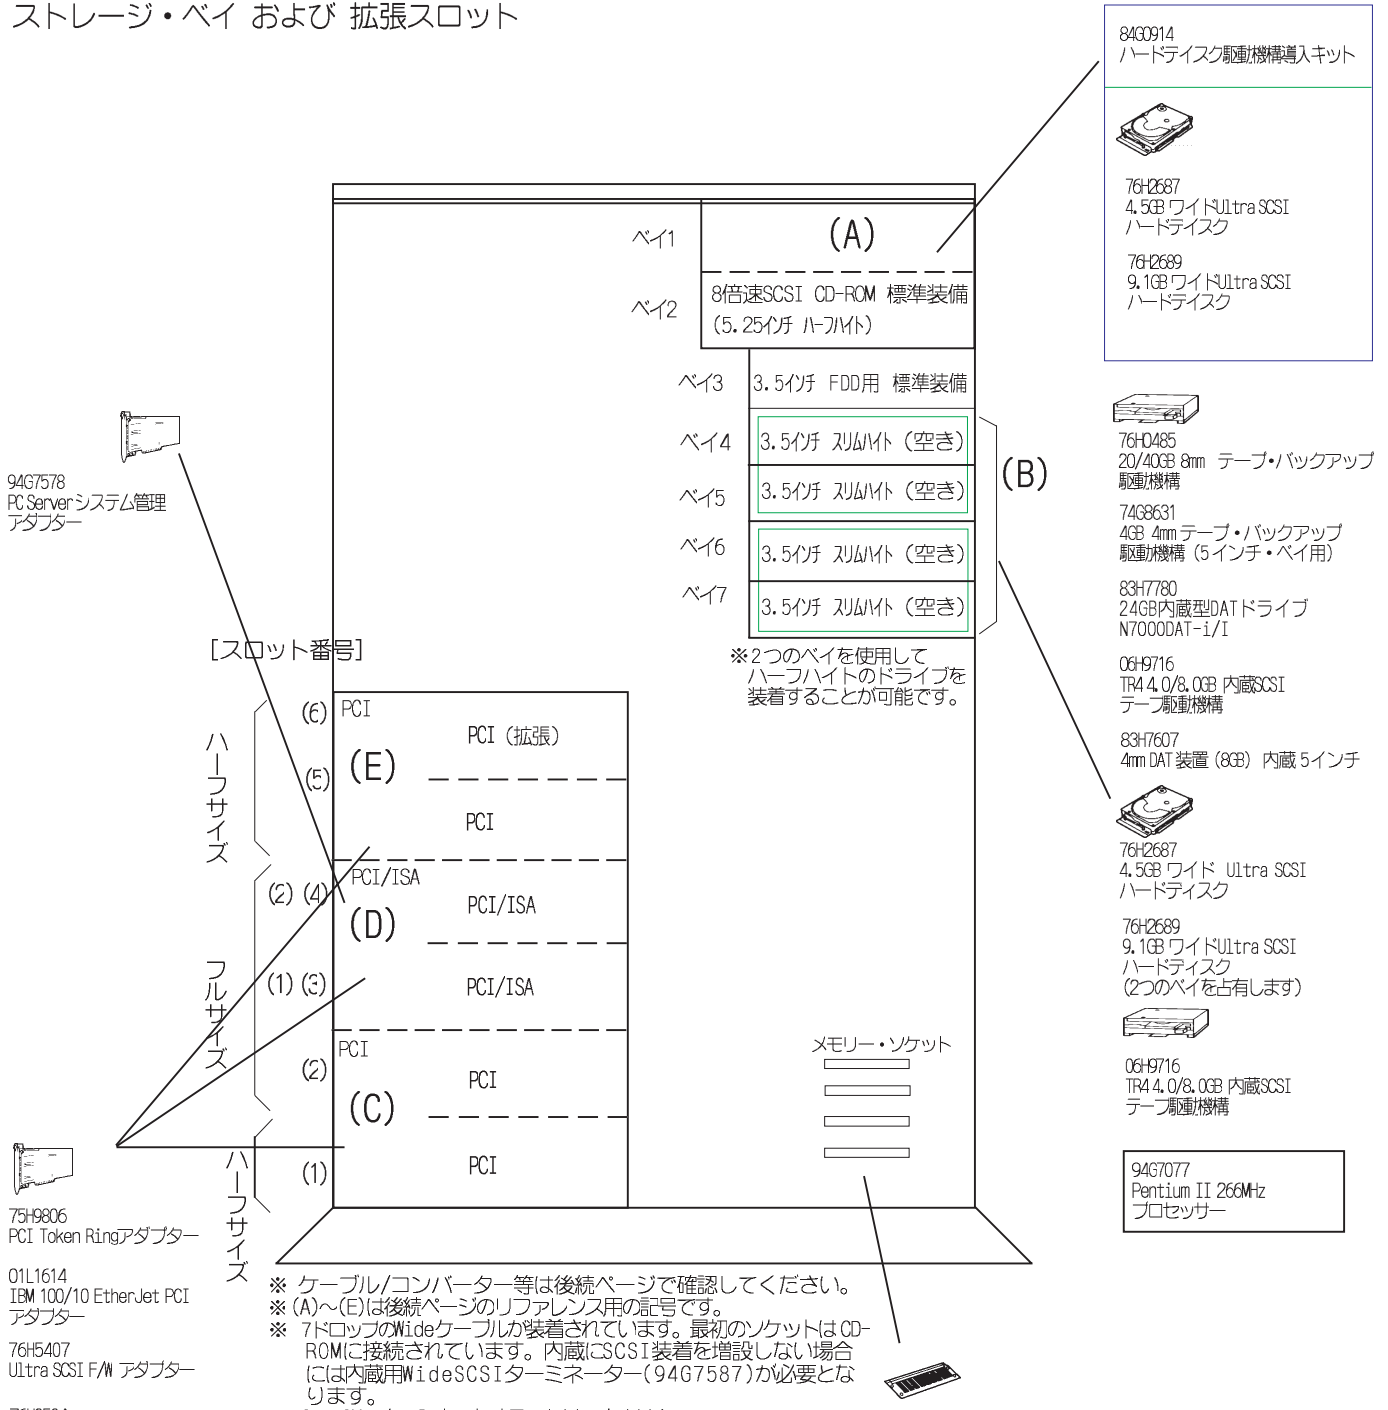 ストレージ・ベイ および 拡張スロット
84G0914
ハードテイスク駆動機構導入キット
76H2687
4.5GB ワイドUltra SCSI
ハードテイスク
76H2689
9.1GB ワイドUltra SCSI
ハードテイスク
ベイ1
(A)
ベイ2
8倍速SCSI CD-ROM 標準装備
(5.25インチ ハーフハイト)
ベイ3
3.5インチ FDD用 標準装備
ベイ4
3.5インチ スリムハイト (空き)
ベイ5
3.5インチ スリムハイト (空き)
ベイ6
3.5インチ スリムハイト (空き)
ベイ7
3.5インチ スリムハイト (空き)
(B)
※2つのベイを使用して
ハーフハイトのドライブを
装着することが可能です。
76H0485
20/40GB 8mm テープ・バックアップ
駆動機構
74G8631
4GB 4mm テープ・バックアップ
駆動機構 (5インチ・ベイ用)
83H7780
24GB内蔵型DATドライブ
N7000DAT-i/I
06H9716
TR4 4.0/8.0GB 内蔵SCSI
テープ駆動機構
83H7607
4mm DAT 装置 (8GB) 内蔵 5インチ
76H2687
4.5GB ワイド Ultra SCSI
ハードディスク
76H2689
9.1GB ワイドUltra SCSI
ハードディスク
(2つのベイを占有します)
06H9716
TR4 4.0/8.0GB 内蔵SCSI
テープ駆動機構
94G7077
Pentium II 266MHz
プロセッサー
94G7578
PC Serverシステム管理
アダプター
[スロット番号]
ハーフサイズ
(6)
PCI
PCI (拡張)
(5)
(E)
PCI
フルサイズ
(2) (4)
PCI/ISA
PCI/ISA
(D)
(1) (3)
PCI/ISA
(2)
PCI
PCI
(C)
ハーフサイズ
(1)
PCI
メモリー・ソケット
75H9806
PCI Token Ringアダプター
01L1614
IBM 100/10 EtherJet PCI
アダプター
76H5407
Ultra SCSI F/W アダプター
※ ケーブル/コンバーター等は後続ページで確認してください。
※(A)～(E)は後続ページのリファレンス用の記号です。
※ 7ドロップのWideケーブルが装着されています。最初のソケットはCD-
ROMに接続されています。内蔵にSCSI装着を増設しない場合
には内蔵用WideSCSIターミネーター(94G7587)が必要とな
ります。